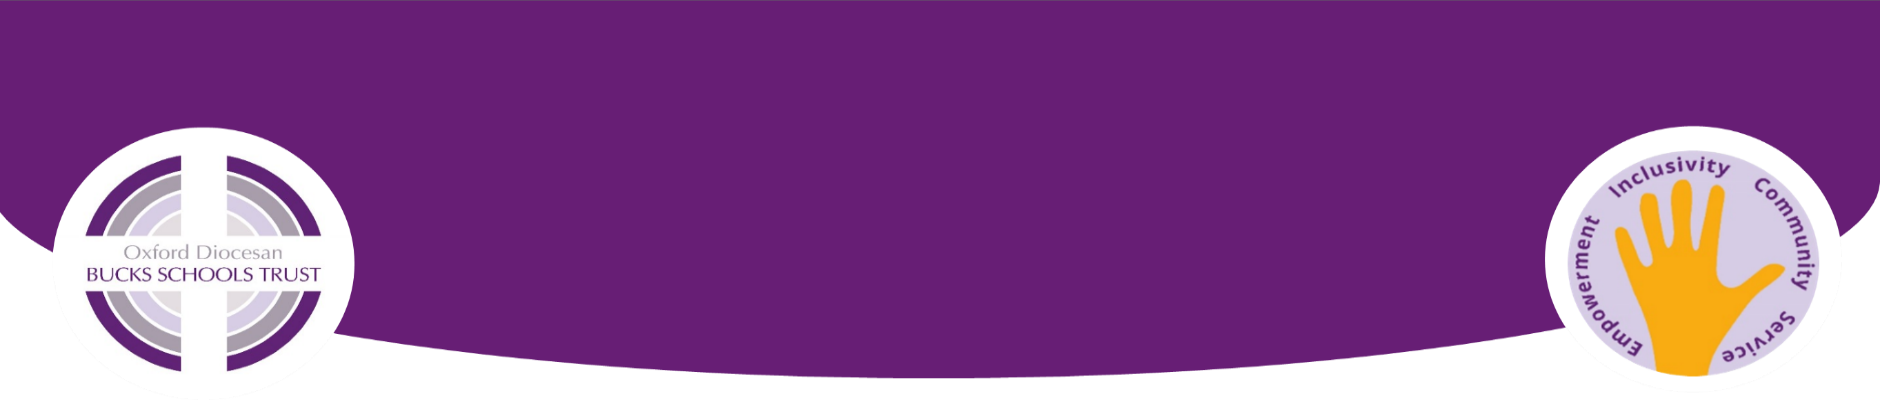 Oxford Diocesan
BUCKS SCHOOLS TRUST
Empowerment
Inclusivity
Community
Service